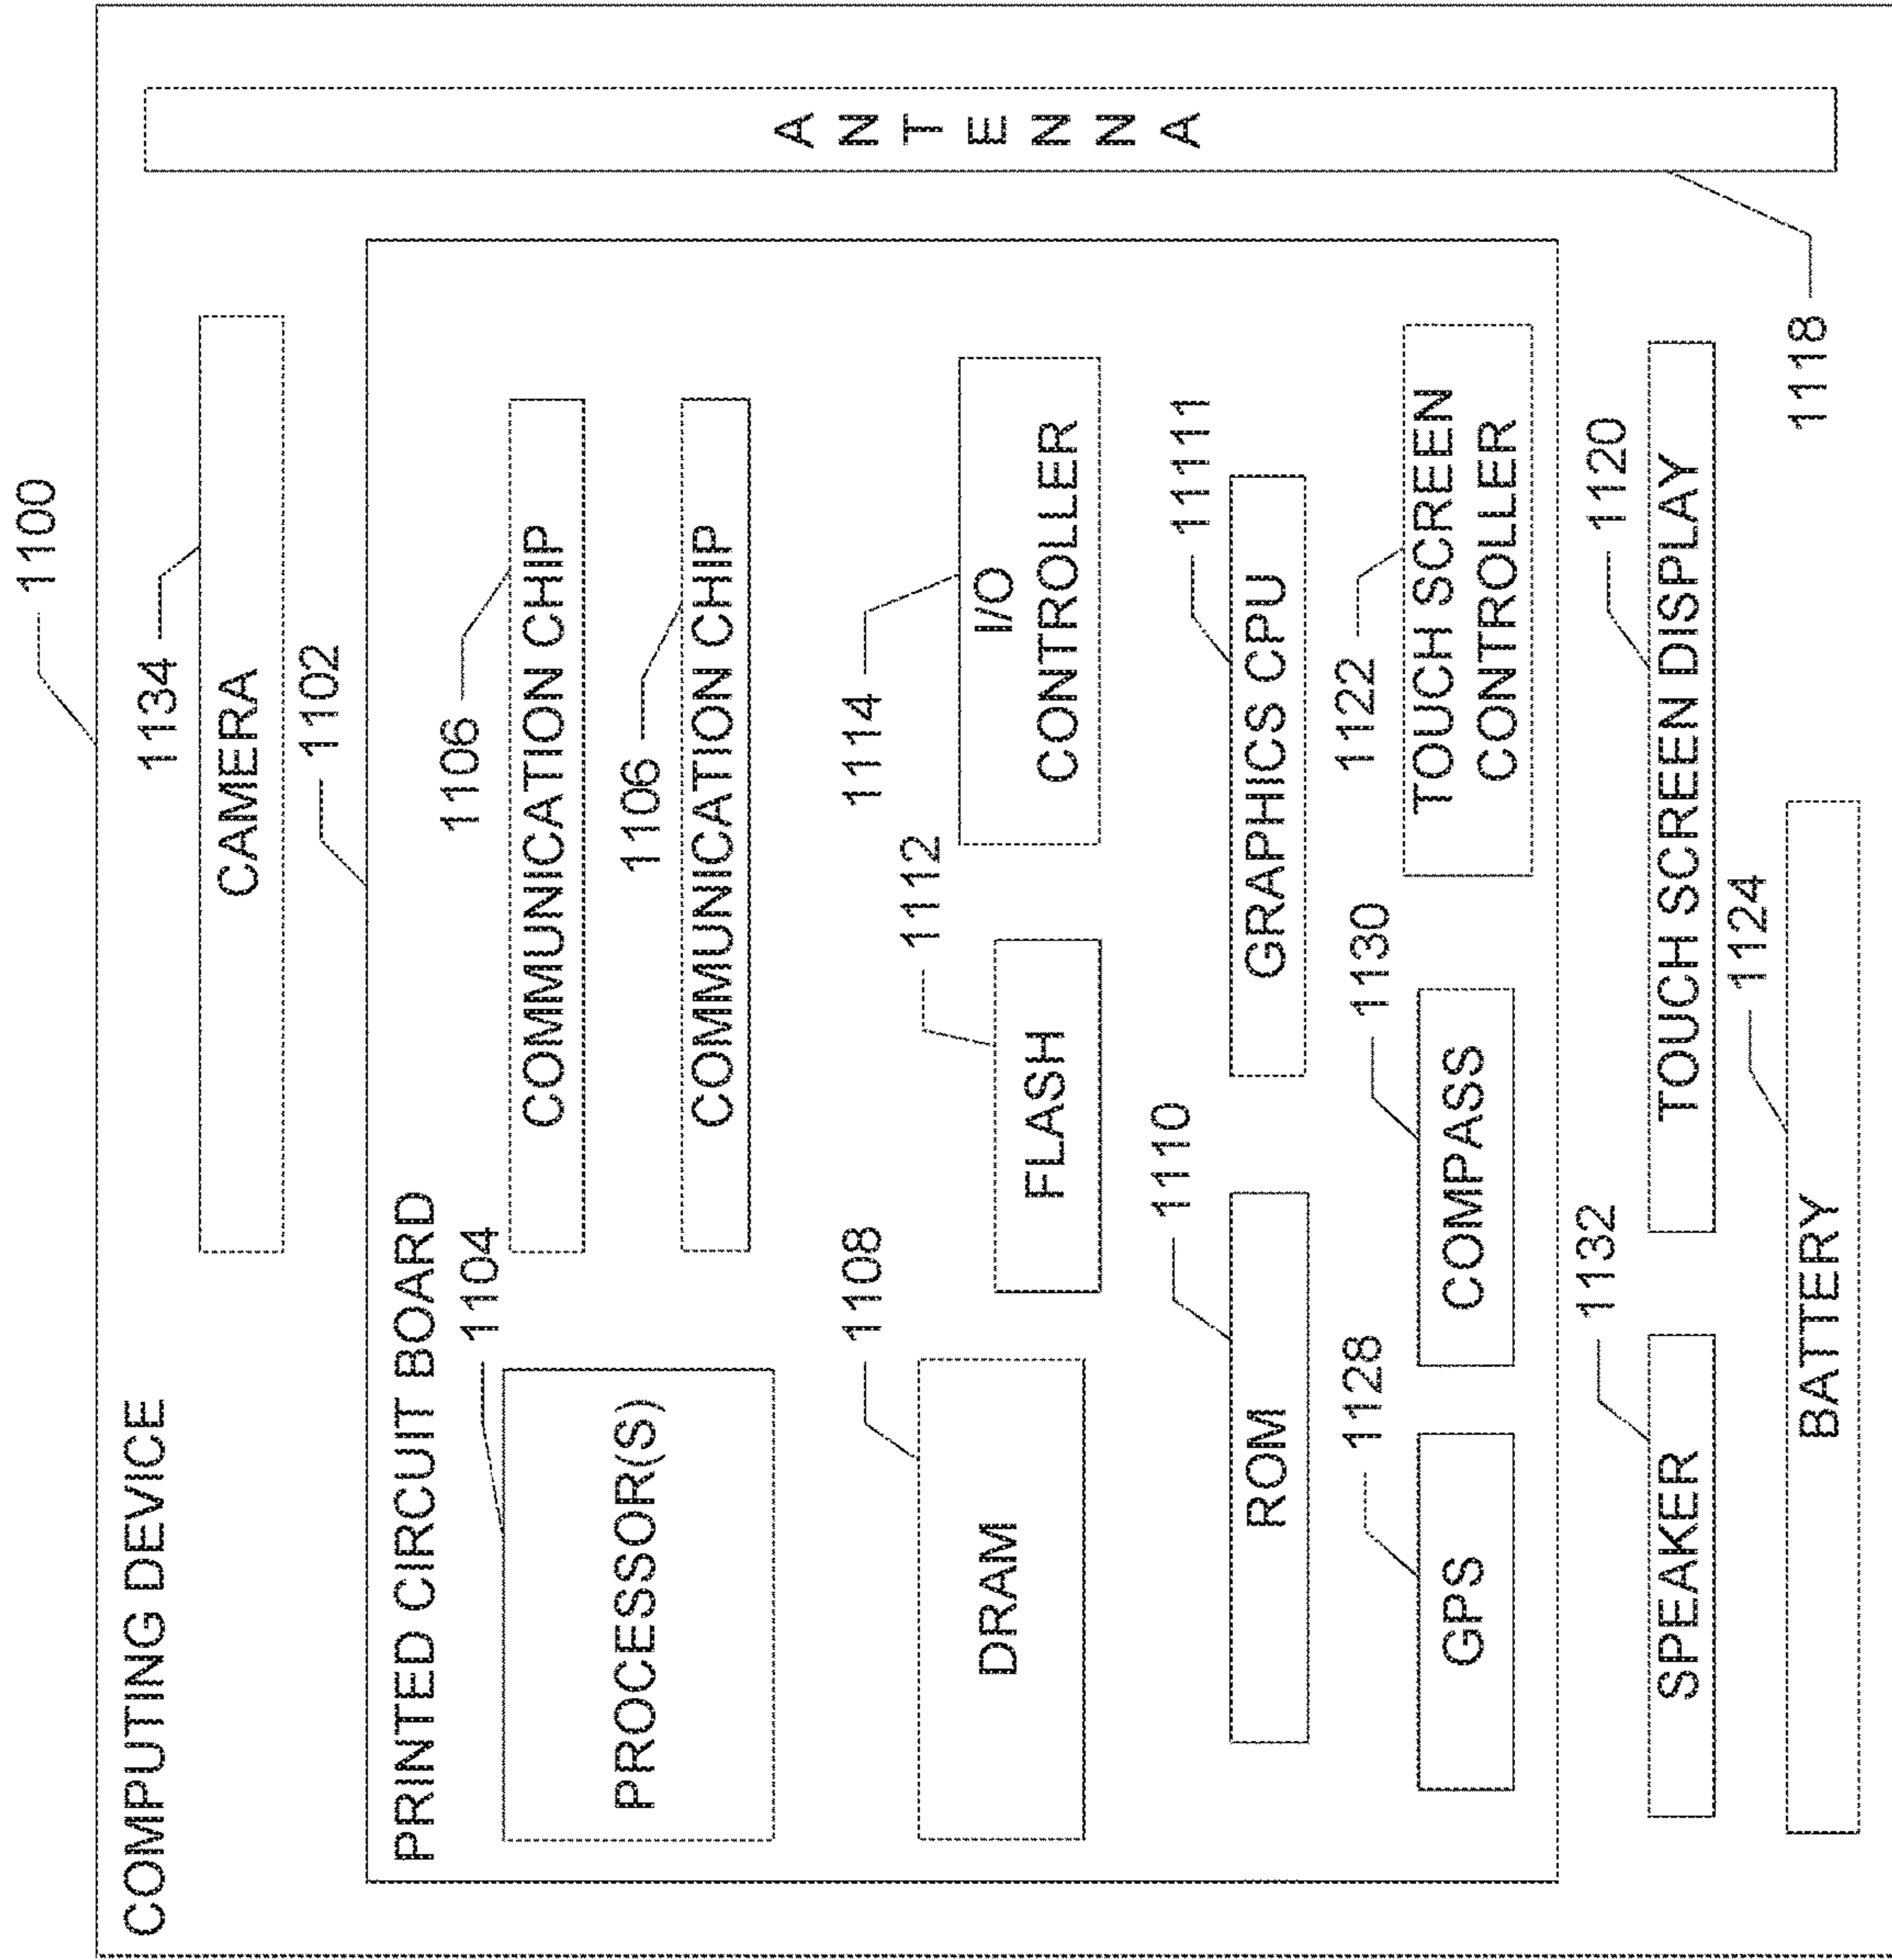 1100
COMPUTING DEVICE
1134
CAMERA
1102
PRINTED CIRCUIT BOARD
1104
PROCESSOR(S)
1106
COMMUNICATION CHIP
1106
COMMUNICATION CHIP
1108
DRAM
1112
FLASH
1114
I/O
CONTROLLER
1110
ROM
11111
GRAPHICS CPU
1128
GPS
1130
COMPASS
1122
TOUCH SCREEN
CONTROLLER
1132
SPEAKER
1120
TOUCH SCREEN DISPLAY
1124
BATTERY
1118
ANTENNA